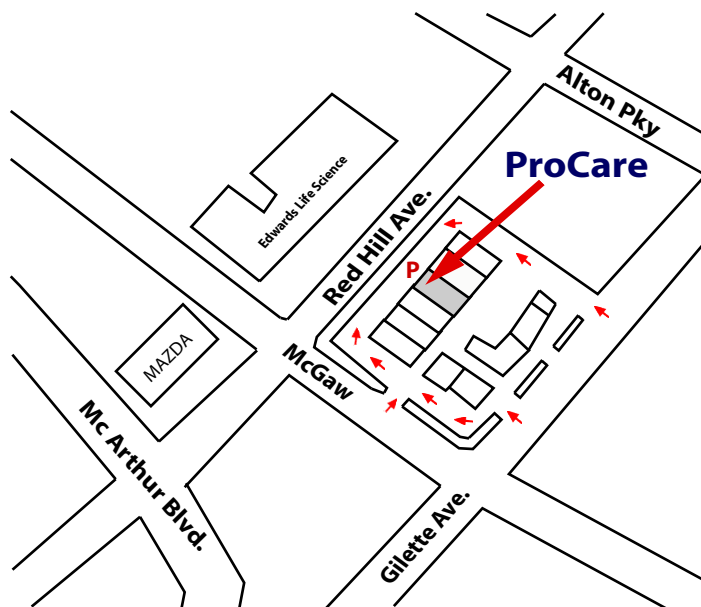 Alton Pky
ProCare
Edwards Life Science
Red Hill Ave.
P
MAZDA
McGaw
Mc Arthur Blvd.
Gilette Ave.